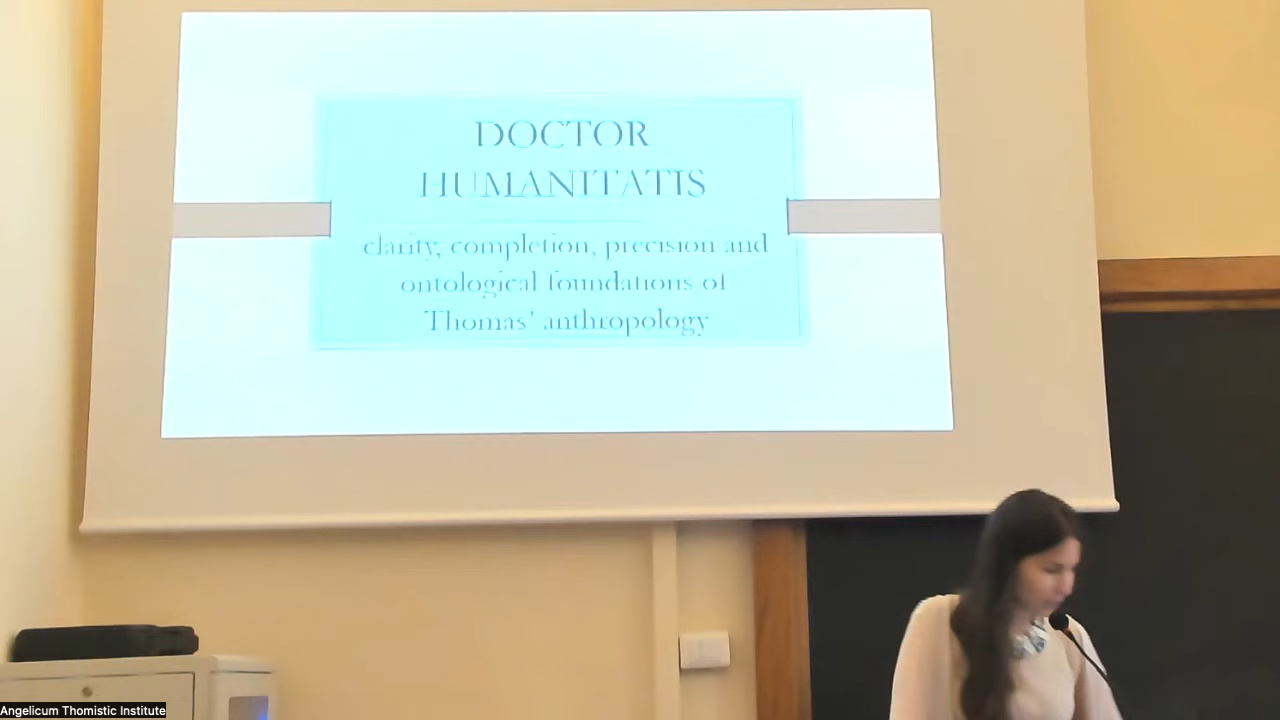 DOCTOR
HUMANITATIS
clarity, completion, precision and
ontological foundations of
Thomas' anthropology
Angelicum Thomistic Institute